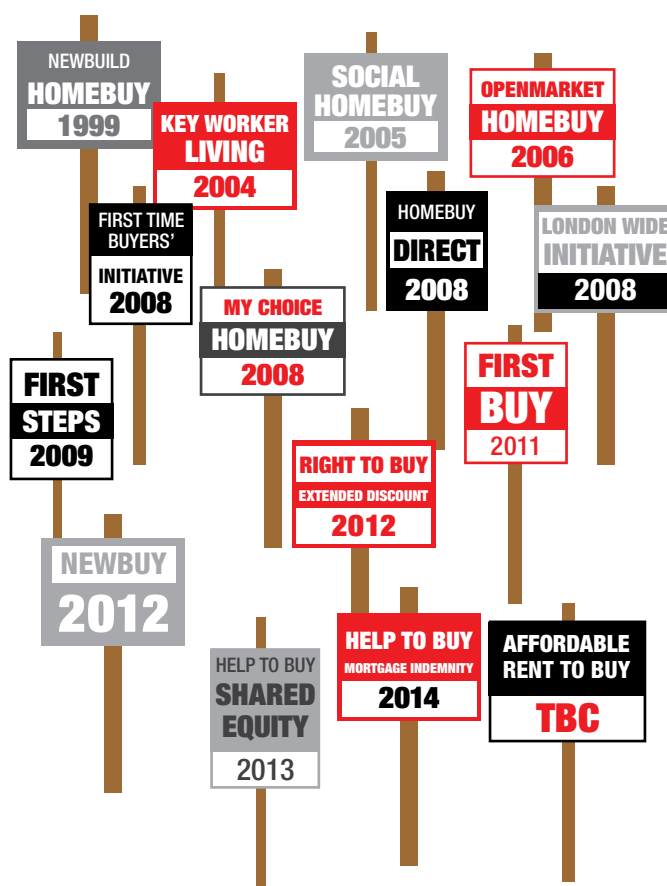 NEWBUILD
HOMEBUY
1999
KEY WORKER
LIVING
2004
SOCIAL
HOMEBUY
2005
OPENMARKET
HOMEBUY
2006
FIRST TIME
BUYERS'
INITIATIVE
2008
MY CHOICE
HOMEBUY
2008
HOMEBUY
DIRECT
2008
LONDON WIDE
INITIATIVE
2008
FIRST
STEPS
2009
RIGHT TO BUY
EXTENDED DISCOUNT
2012
FIRST
BUY
2011
NEWBUY
2012
HELP TO BUY
SHARED
EQUITY
2013
HELP TO BUY
MORTGAGE INDEMNITY
2014
AFFORDABLE
RENT TO BUY
TBC